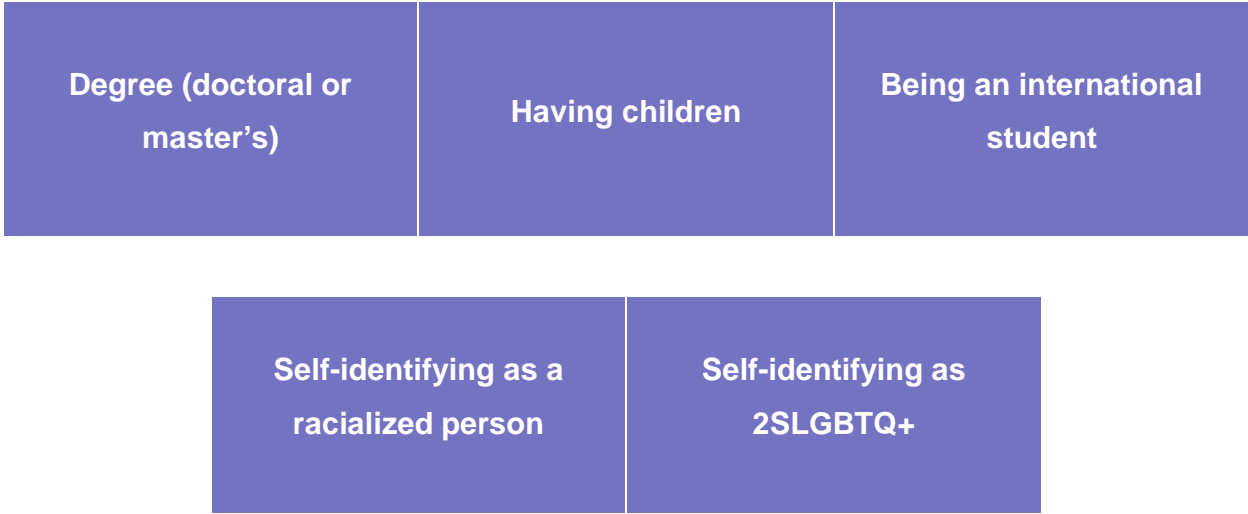 Degree (doctoral or
master’s)
Having children
Being an international
student
Self-identifying as a
racialized person
Self-identifying as
2SLGBTQ+